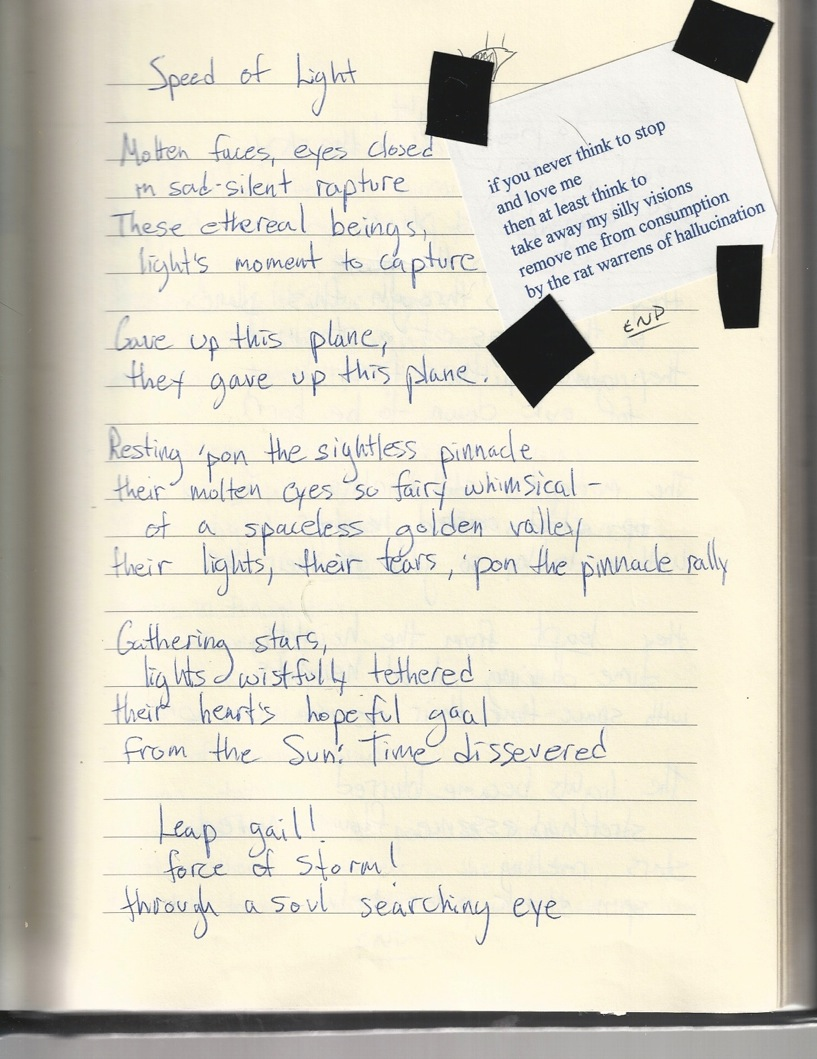 Speed of Light
Molten faces, eyes closed
in sad-silent rapture
These ethereal beings,
light's moment to capture
Gave up this plane,
they gave up this plane.
Resting 'pon the sightless pinnacle
their molten eyes so fairy whimsical -
of a spaceless golden valley
their lights, their tears, 'pon the pinnacle rally
Gathering stars,
lights wistfully tethered
their heart's hopeful goal
from the Sun: Time dissevered
Leap gail!
force of Storm!
through a soul searching eye
if you never think to stop
and love me
then at least think to
take away my silly visions
remove me from consumption
by the rat warrens of hallucination
END